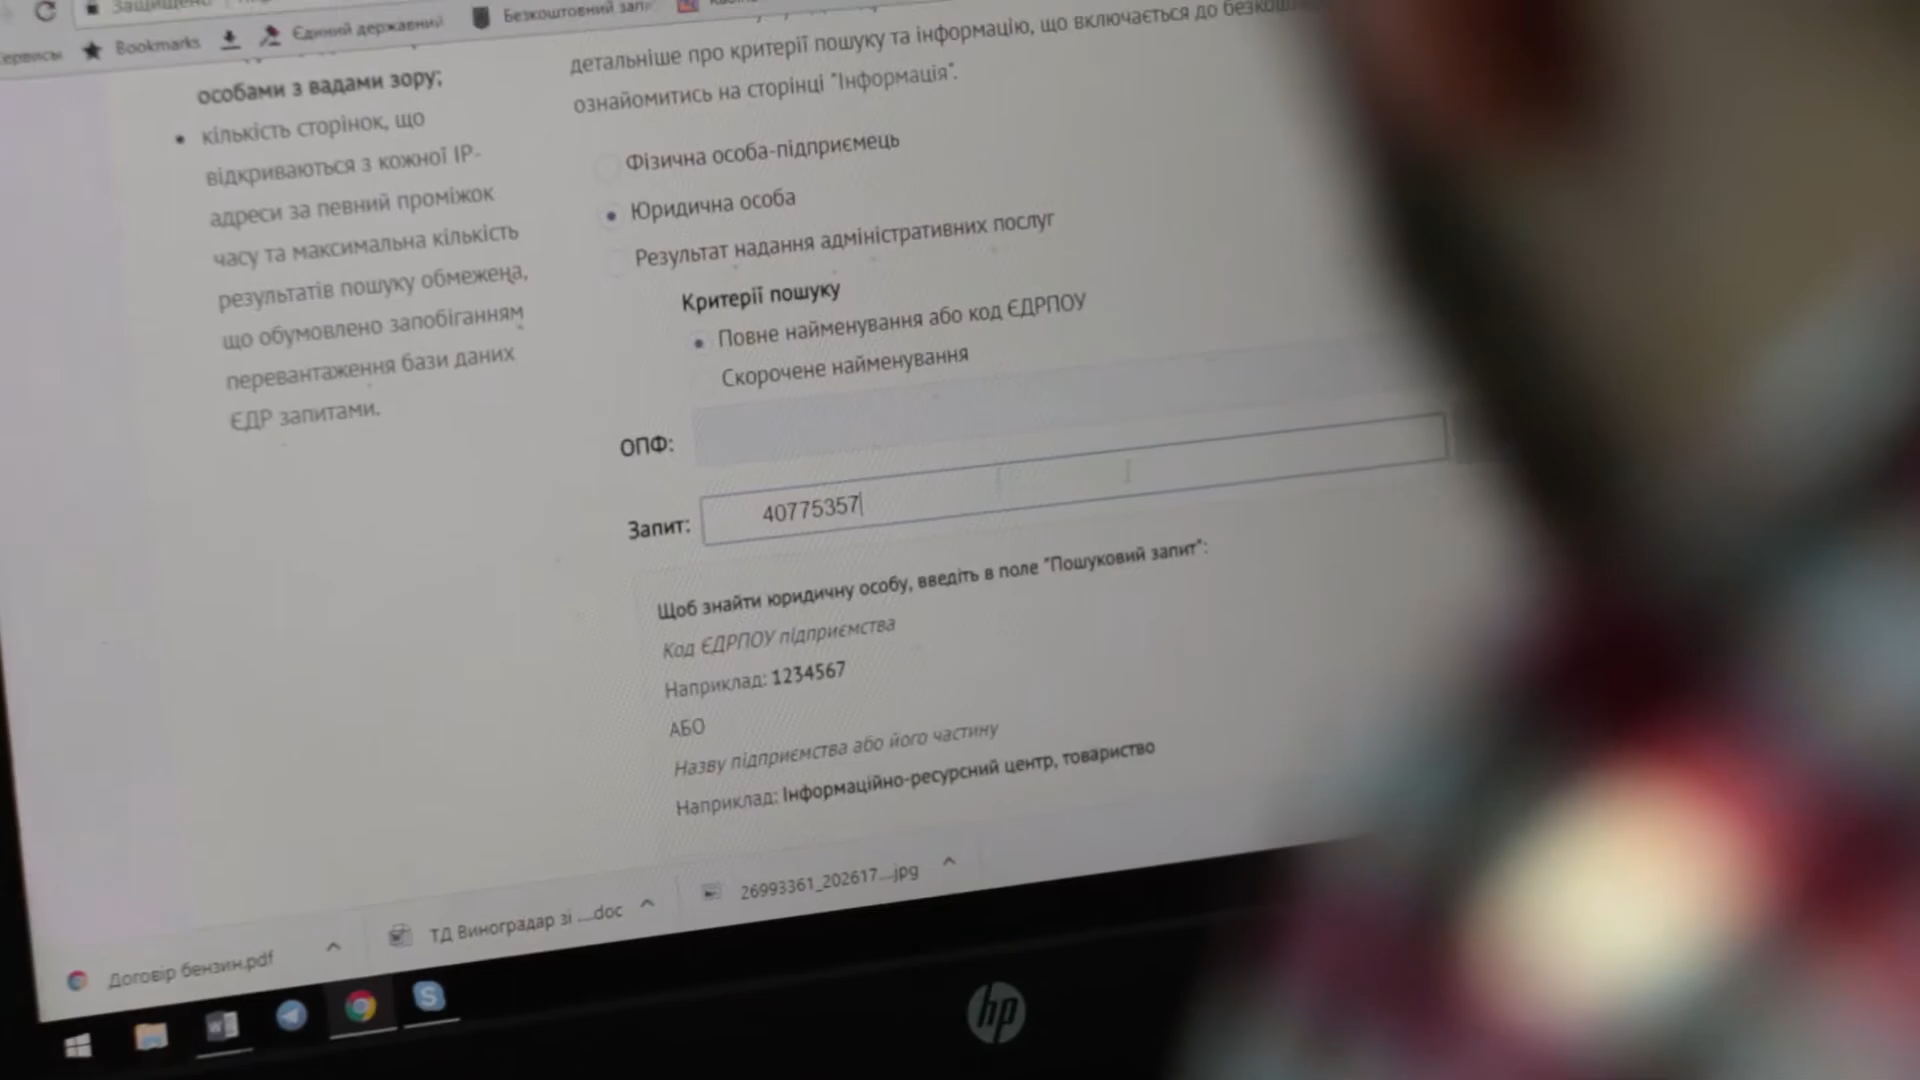 Защищено
Сервисы Bookmarks Єдиний державний Безкоштовний запи
особами з вадами зору;
кількість сторінок, що
відкриваються з кожної IP-
адреси за певний проміжок
часу та максимальна кількість
результатів пошуку обмежена,
що обумовлено запобіганням
перевантаження бази даних
ЄДР запитами.
детальніше про критерії пошуку та інформацію, що включається до
ознайомитись на сторінці "Інформація".
Фізична особа-підприємець
Юридична особа
Результат надання адміністративних послуг
Критерії пошуку
Повне найменування або код ЄДРПОУ
Скорочене найменування
ОПФ:
Запит: 40775357
Щоб знайти юридичну особу, введіть в поле "Пошуковий запит":
Код ЄДРПОУ підприємства
Наприклад: 1234567
АБО
Назву підприємства або його частину
Наприклад: Інформаційно-ресурсний центр, товариство
Договір бензин.pdf ТД Виноградар зі ....doc 26993361_202617....jpg
hp